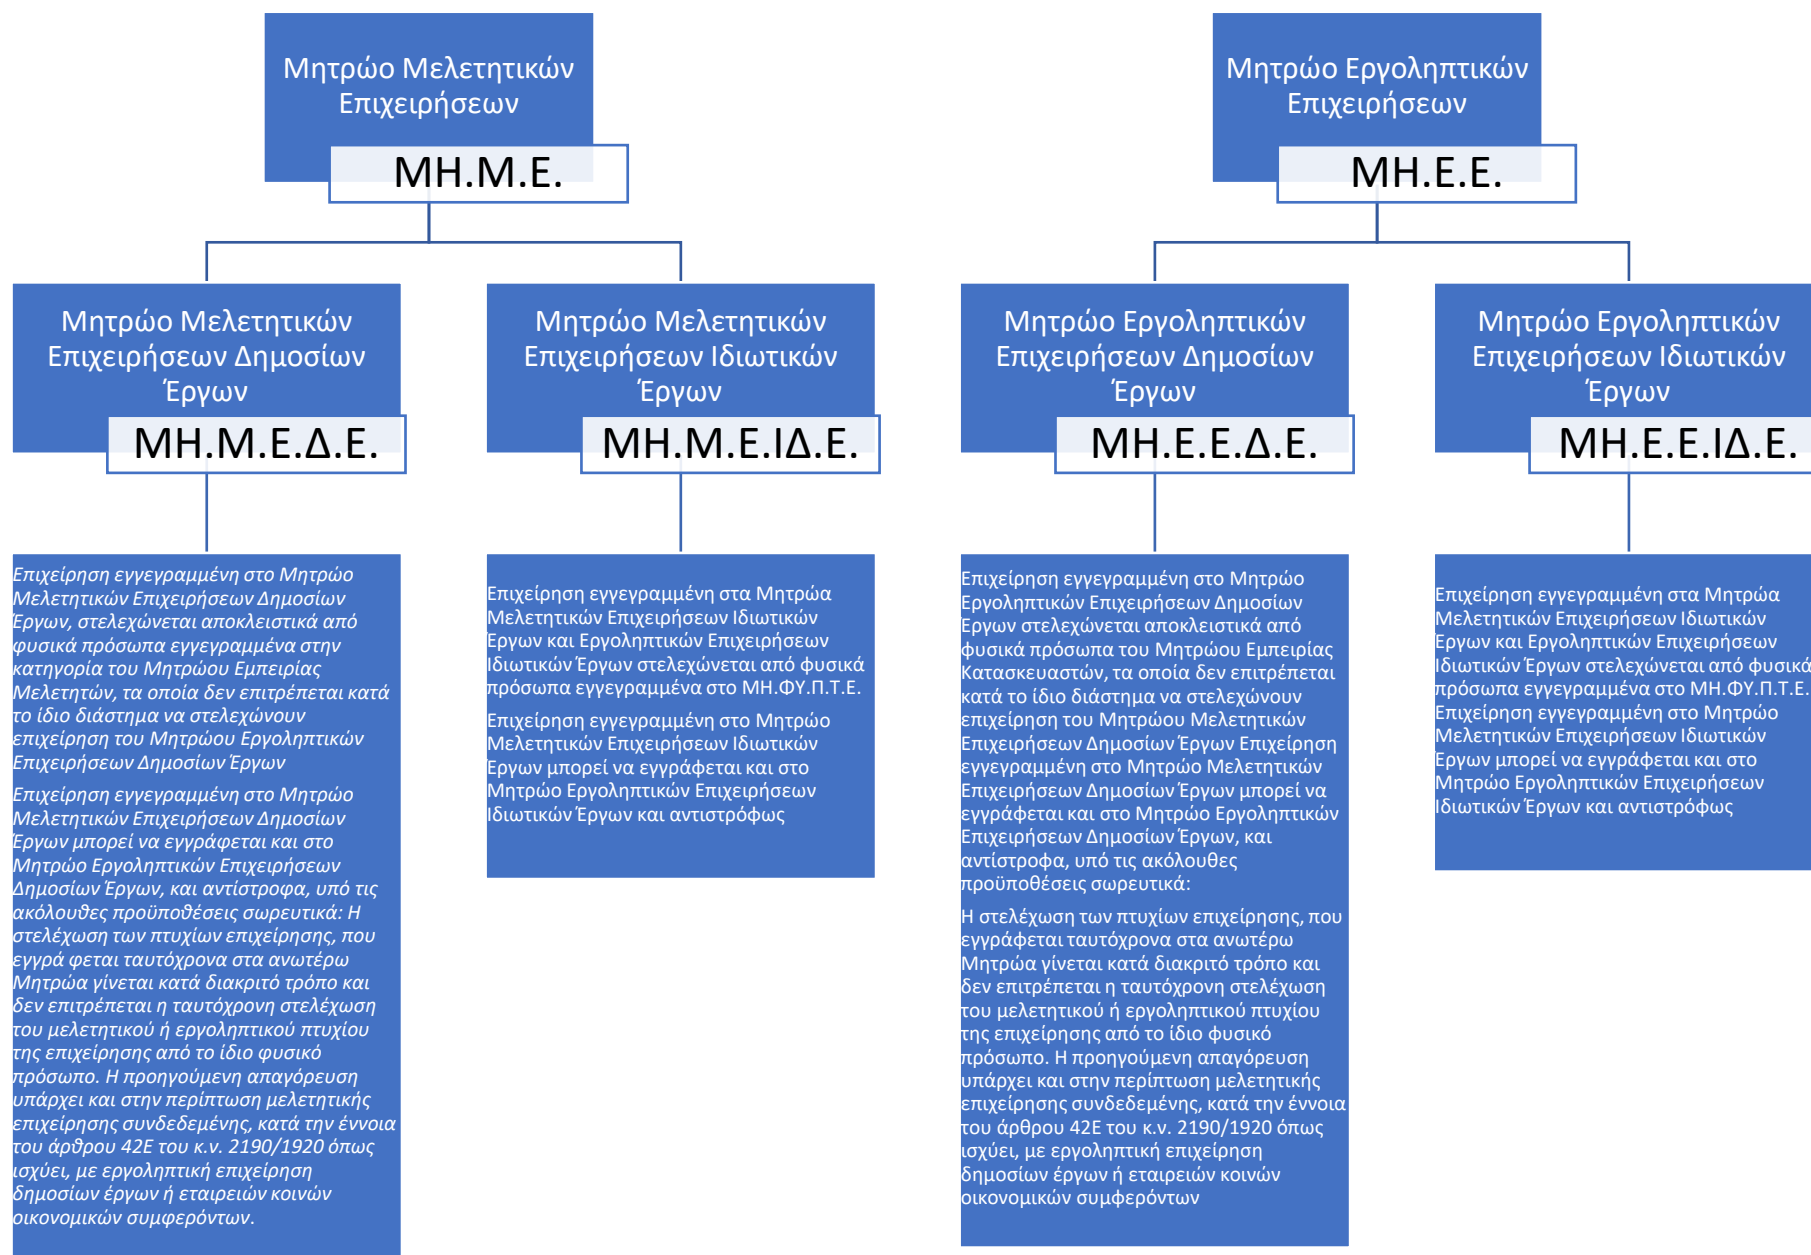 Μητρώο Μελετητικών
Επιχειρήσεων
ΜΗ.Μ.Ε.
Μητρώο Μελετητικών
Επιχειρήσεων Δημοσίων
Έργων
ΜΗ.Μ.Ε.Δ.Ε.
Επιχείρηση εγγεγραμμένη στο Μητρώο
Μελετητικών Επιχειρήσεων Δημοσίων
Έργων, στελεχώνεται αποκλειστικά από
φυσικά πρόσωπα εγγεγραμμένα στην
κατηγορία του Μητρώου Εμπειρίας
Μελετητών, τα οποία δεν επιτρέπεται κατά
το ίδιο διάστημα να στελεχώνουν
επιχείρηση του Μητρώου Εργοληπτικών
Επιχειρήσεων Δημοσίων Έργων
Επιχείρηση εγγεγραμμένη στο Μητρώο
Μελετητικών Επιχειρήσεων Δημοσίων
Έργων μπορεί να εγγράφεται και στο
Μητρώο Εργοληπτικών Επιχειρήσεων
Δημοσίων Έργων, και αντίστροφα, υπό τις
ακόλουθες προϋποθέσεις σωρευτικά: Η
στελέχωση των πτυχίων επιχείρησης, που
εγγρά φεται ταυτόχρονα στα ανωτέρω
Μητρώα γίνεται κατά διακριτό τρόπο και
δεν επιτρέπεται η ταυτόχρονη στελέχωση
του μελετητικού ή εργοληπτικού πτυχίου
της επιχείρησης από το ίδιο φυσικό
πρόσωπο. Η προηγούμενη απαγόρευση
υπάρχει και στην περίπτωση μελετητικής
επιχείρησης συνδεδεμένης, κατά την έννοια
του άρθρου 42Ε του κ.ν. 2190/1920 όπως
ισχύει, με εργοληπτική επιχείρηση
δημοσίων έργων ή εταιρειών κοινών
οικονομικών συμφερόντων.
Μητρώο Μελετητικών
Επιχειρήσεων Ιδιωτικών
Έργων
ΜΗ.Μ.Ε.ΙΔ.Ε.
Επιχείρηση εγγεγραμμένη στα Μητρώα
Μελετητικών Επιχειρήσεων Ιδιωτικών
Έργων και Εργοληπτικών Επιχειρήσεων
Ιδιωτικών Έργων στελεχώνεται από φυσικά
πρόσωπα εγγεγραμμένα στο ΜΗ.ΦΥ.Π.Τ.Ε.
Επιχείρηση εγγεγραμμένη στο Μητρώο
Μελετητικών Επιχειρήσεων Ιδιωτικών
Έργων μπορεί να εγγράφεται και στο
Μητρώο Εργοληπτικών Επιχειρήσεων
Ιδιωτικών Έργων και αντιστρόφως
Μητρώο Εργοληπτικών
Επιχειρήσεων
ΜΗ.Ε.Ε.
Μητρώο Εργοληπτικών
Επιχειρήσεων Δημοσίων
Έργων
ΜΗ.Ε.Ε.Δ.Ε.
Επιχείρηση εγγεγραμμένη στο Μητρώο
Εργοληπτικών Επιχειρήσεων Δημοσίων
Έργων στελεχώνεται αποκλειστικά από
φυσικά πρόσωπα του Μητρώου Εμπειρίας
Κατασκευαστών, τα οποία δεν επιτρέπεται
κατά το ίδιο διάστημα να στελεχώνουν
επιχείρηση του Μητρώου Μελετητικών
Επιχειρήσεων Δημοσίων Έργων Επιχείρηση
εγγεγραμμένη στο Μητρώο Μελετητικών
Επιχειρήσεων Δημοσίων Έργων μπορεί να
εγγράφεται και στο Μητρώο Εργοληπτικών
Επιχειρήσεων Δημοσίων Έργων, και
αντίστροφα, υπό τις ακόλουθες
προϋποθέσεις σωρευτικά:
Η στελέχωση των πτυχίων επιχείρησης, που
εγγράφεται ταυτόχρονα στα ανωτέρω
Μητρώα γίνεται κατά διακριτό τρόπο και
δεν επιτρέπεται η ταυτόχρονη στελέχωση
του μελετητικού ή εργοληπτικού πτυχίου
της επιχείρησης από το ίδιο φυσικό
πρόσωπο. Η προηγούμενη απαγόρευση
υπάρχει και στην περίπτωση μελετητικής
επιχείρησης συνδεδεμένης, κατά την έννοια
του άρθρου 42Ε του κ.ν. 2190/1920 όπως
ισχύει, με εργοληπτική επιχείρηση
δημοσίων έργων ή εταιρειών κοινών
οικονομικών συμφερόντων
Μητρώο Εργοληπτικών
Επιχειρήσεων Ιδιωτικών
Έργων
ΜΗ.Ε.Ε.ΙΔ.Ε.
Επιχείρηση εγγεγραμμένη στα Μητρώα
Μελετητικών Επιχειρήσεων Ιδιωτικών
Έργων και Εργοληπτικών Επιχειρήσεων
Ιδιωτικών Έργων στελεχώνεται από φυσικά
πρόσωπα εγγεγραμμένα στο ΜΗ.ΦΥ.Π.Τ.Ε.
Επιχείρηση εγγεγραμμένη στο Μητρώο
Μελετητικών Επιχειρήσεων Ιδιωτικών
Έργων μπορεί να εγγράφεται και στο
Μητρώο Εργοληπτικών Επιχειρήσεων
Ιδιωτικών Έργων και αντιστρόφως